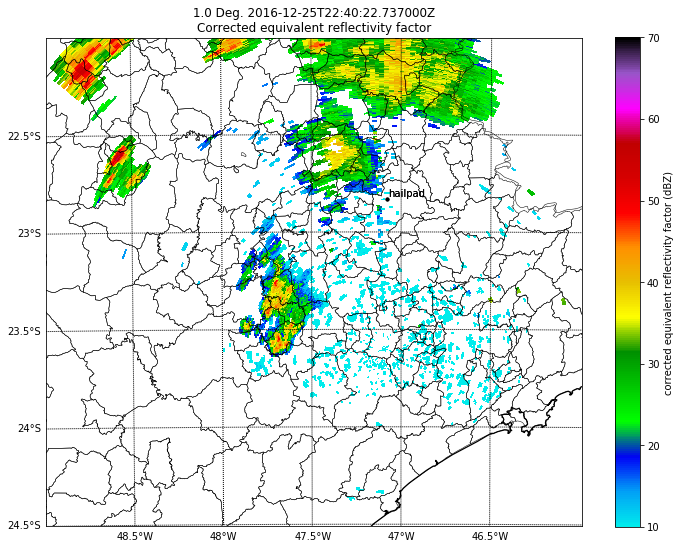 1.0 Deg. 2016-12-25T22:40:22.737000Z
Corrected equivalent reflectivity factor
22.5°S
23°S
23.5°S
24°S
24.5°S
48.5°W
48°W
47.5°W
47°W
46.5°W
nailpad
70
60
50
40
30
20
10
corrected equivalent reflectivity factor (dBZ)